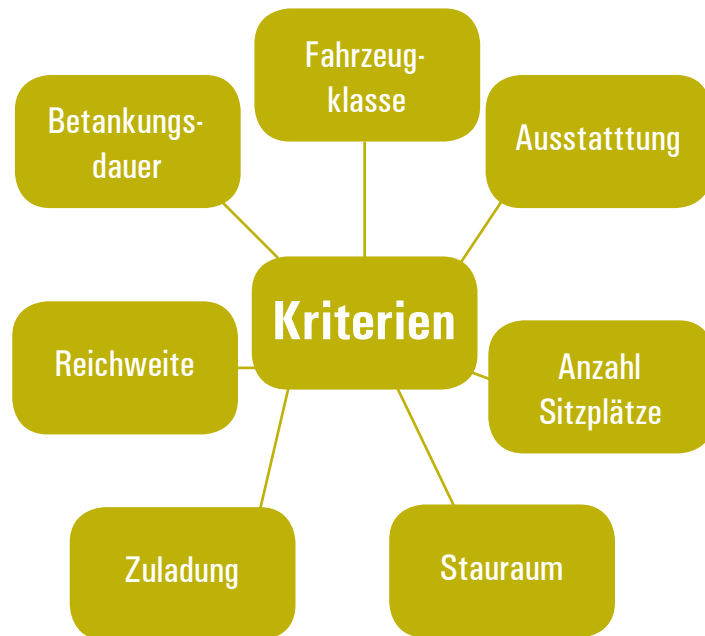 Fahrzeug-
klasse
Betankungs-
dauer
Ausstatttung
Kriterien
Reichweite
Anzahl
Sitzplätze
Zuladung
Stauraum